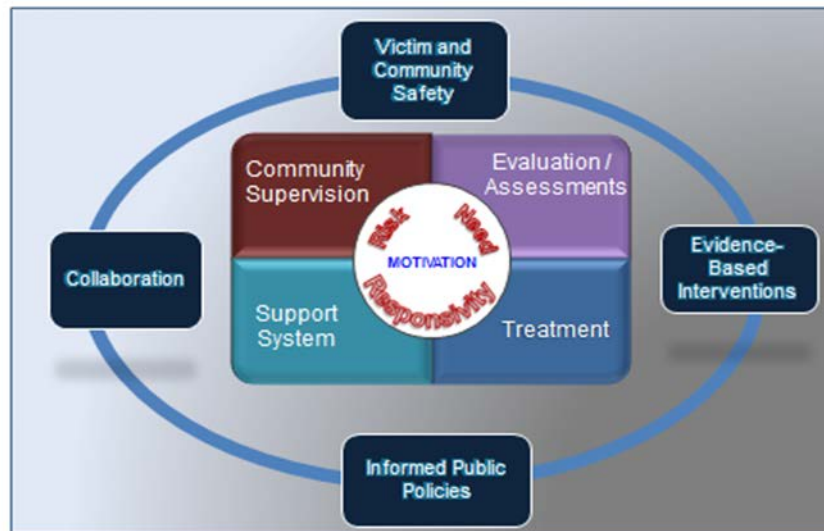 Victim and
Community
Safety
Community
Supervision
Evaluation /
Assessments
Risk
Need
MOTIVATION
Responsivity
Collaboration
Evidence-
Based
Interventions
Support
System
Treatment
Informed Public
Policies